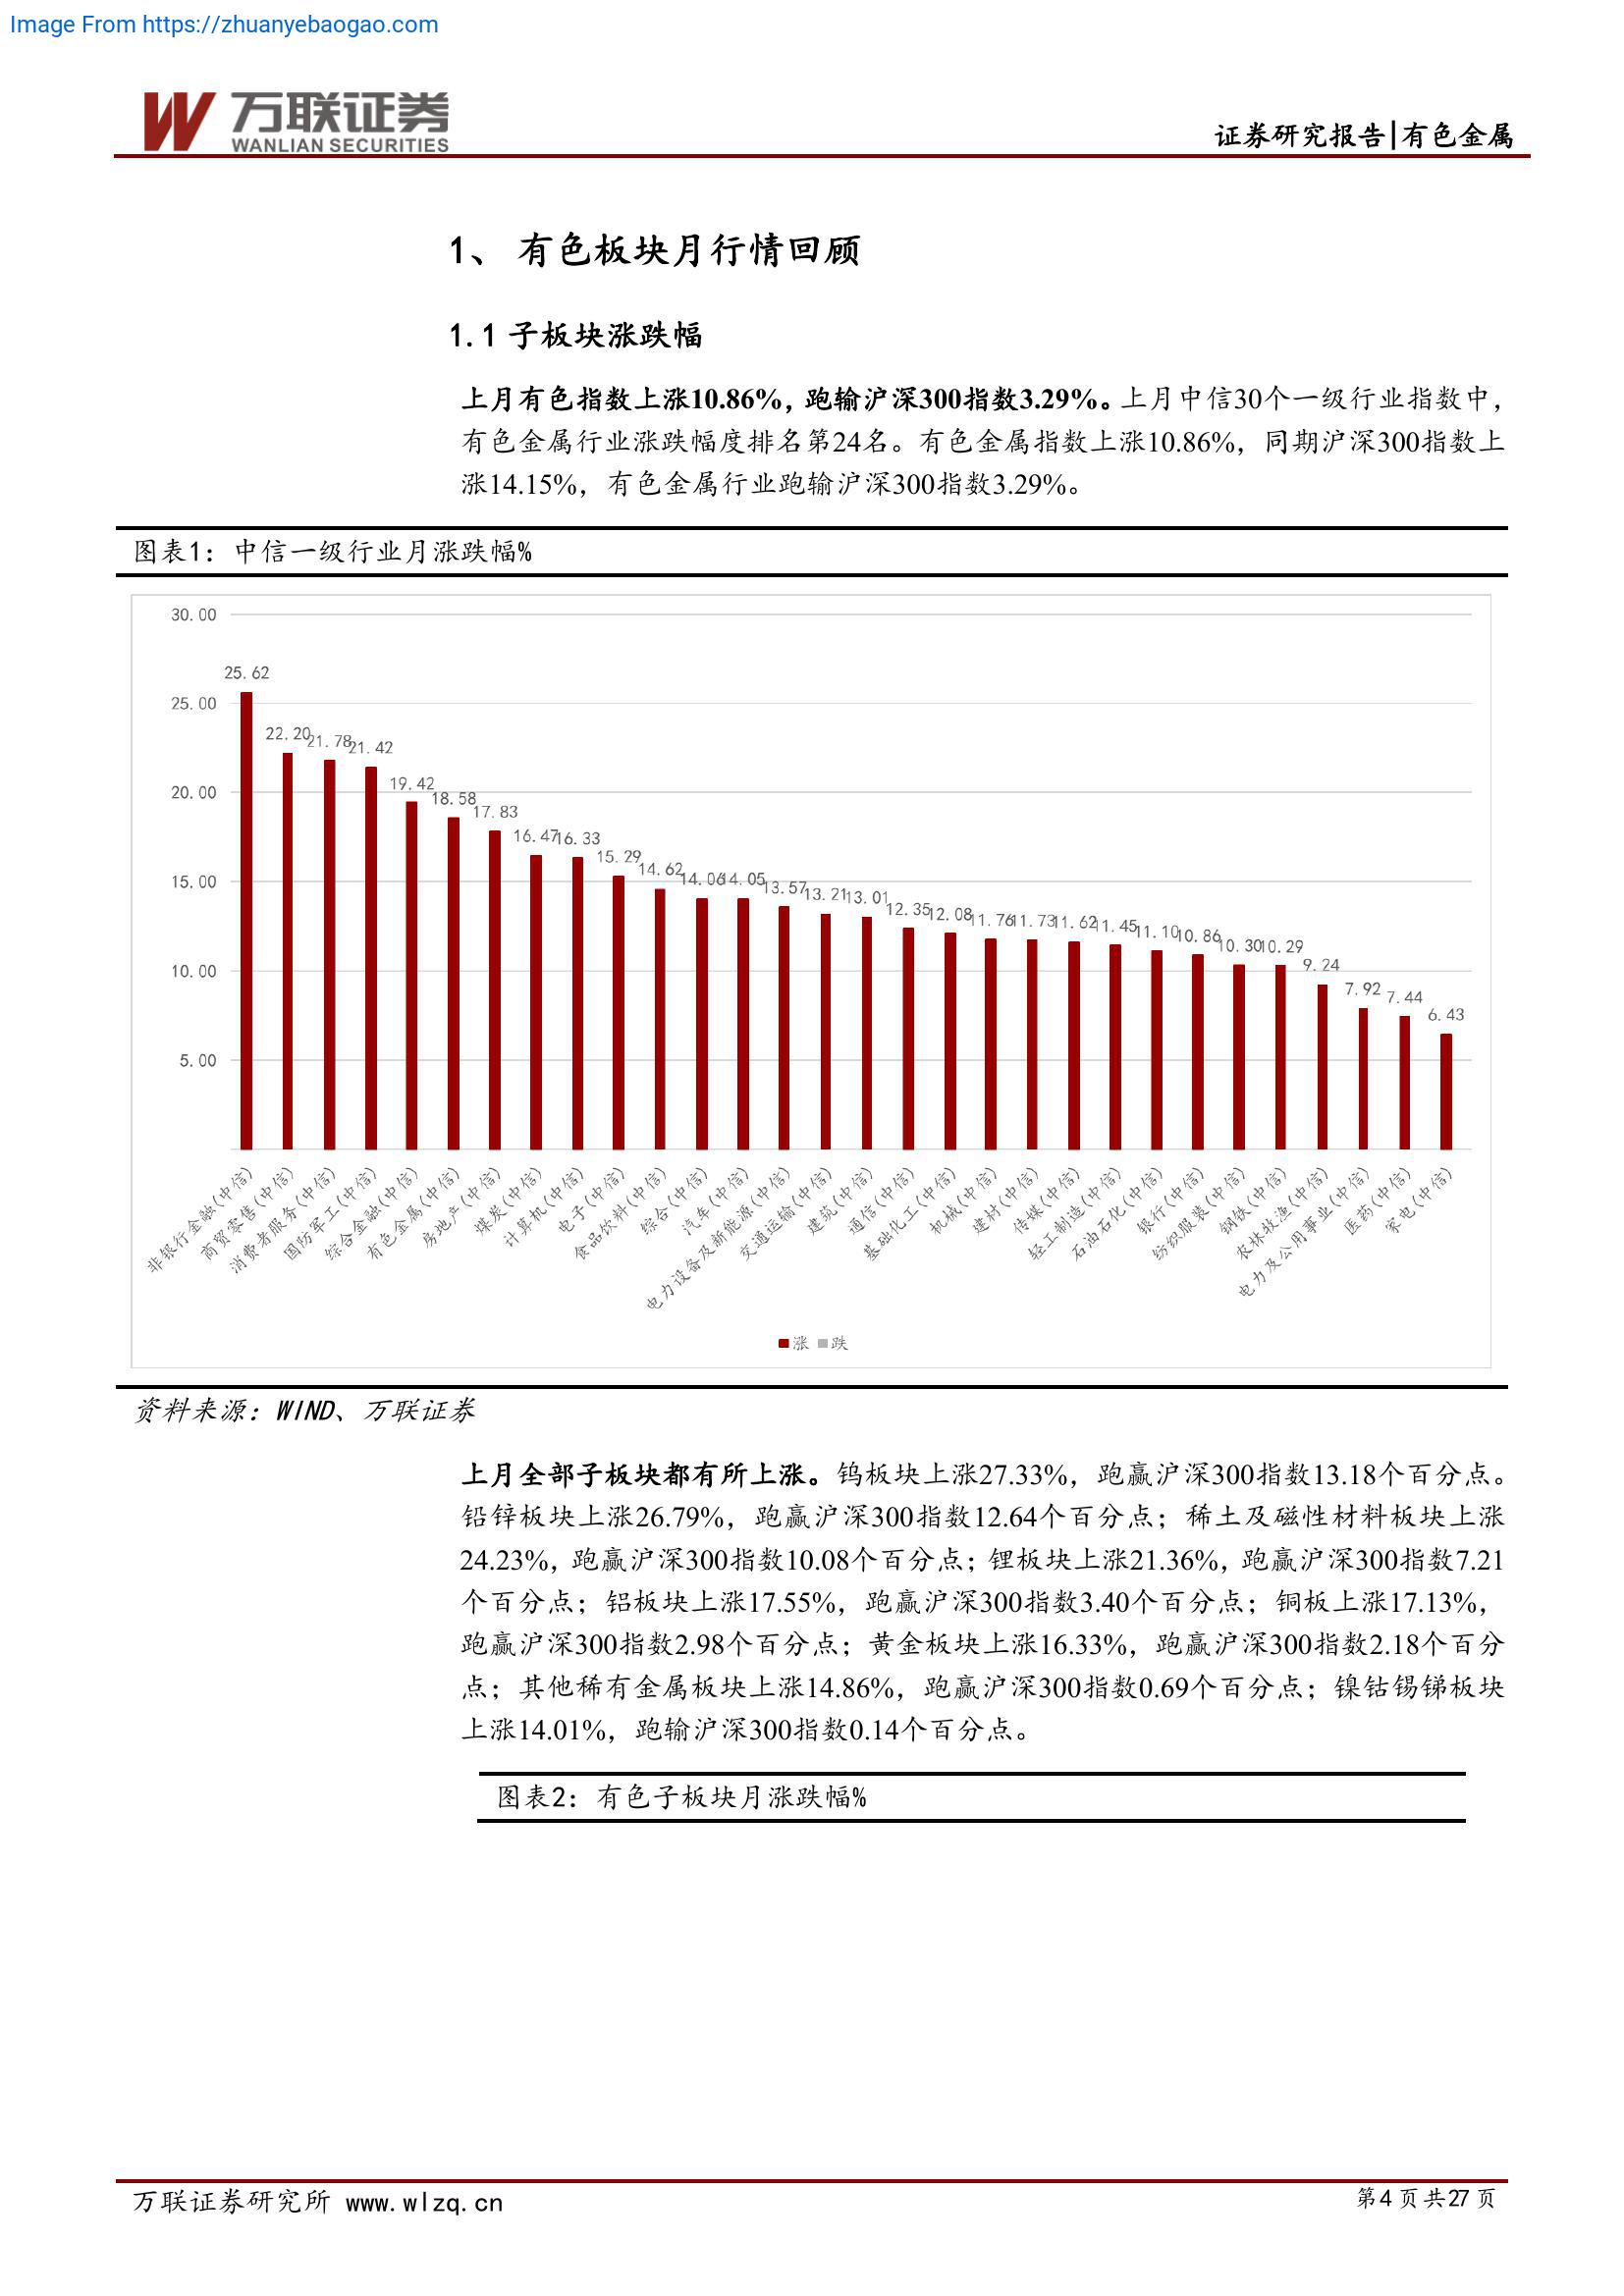 Image From https://zhuanyebaogao.com
万联证券
WANLIAN SECURITIES
证券研究报告|有色金属
1、 有色板块月行情回顾
1.1 子板块涨跌幅
上月有色指数上涨10.86%，跑输沪深300指数3.29%。上月中信30个一级行业指数中，
有色金属行业涨跌幅度排名第24名。有色金属指数上涨10.86%，同期沪深300指数上
涨14.15%，有色金属行业跑输沪深300指数3.29%。
图表1：中信一级行业月涨跌幅%
30.00
25.00
20.00
15.00
10.00
5.00
25.62
22.20
21.78
21.42
19.42
18.58
17.83
16.47
16.33
15.29
14.62
14.06
14.05
13.57
13.21
13.01
12.35
12.08
11.76
11.73
11.62
11.45
11.10
10.86
10.30
10.29
9.24
7.92
7.44
6.43
非银行金融(中信)
商贸零售(中信)
消费者服务(中信)
国防军工(中信)
综合金融(中信)
有色金属(中信)
房地产(中信)
煤炭(中信)
计算机(中信)
电子(中信)
食品饮料(中信)
综合(中信)
汽车(中信)
电力设备及新能源(中信)
交通运输(中信)
建筑(中信)
通信(中信)
基础化工(中信)
机械(中信)
建材(中信)
传媒(中信)
轻工制造(中信)
石油石化(中信)
银行(中信)
纺织服装(中信)
钢铁(中信)
农林牧渔(中信)
电力及公用事业(中信)
医药(中信)
家电(中信)
涨 跌
资料来源：WIND、万联证券
上月全部子板块都有所上涨。钨板块上涨27.33%，跑赢沪深300指数13.18个百分点。
铅锌板块上涨26.79%，跑赢沪深300指数12.64个百分点；稀土及磁性材料板块上涨
24.23%，跑赢沪深300指数10.08个百分点；锂板块上涨21.36%，跑赢沪深300指数7.21
个百分点；铝板块上涨17.55%，跑赢沪深300指数3.40个百分点；铜板上涨17.13%，
跑赢沪深300指数2.98个百分点；黄金板块上涨16.33%，跑赢沪深300指数2.18个百分
点；其他稀有金属板块上涨14.86%，跑赢沪深300指数0.69个百分点；镍钴锡锑板块
上涨14.01%，跑输沪深300指数0.14个百分点。
图表2：有色子板块月涨跌幅%
万联证券研究所 www.wlzq.cn
第4 页 共27 页